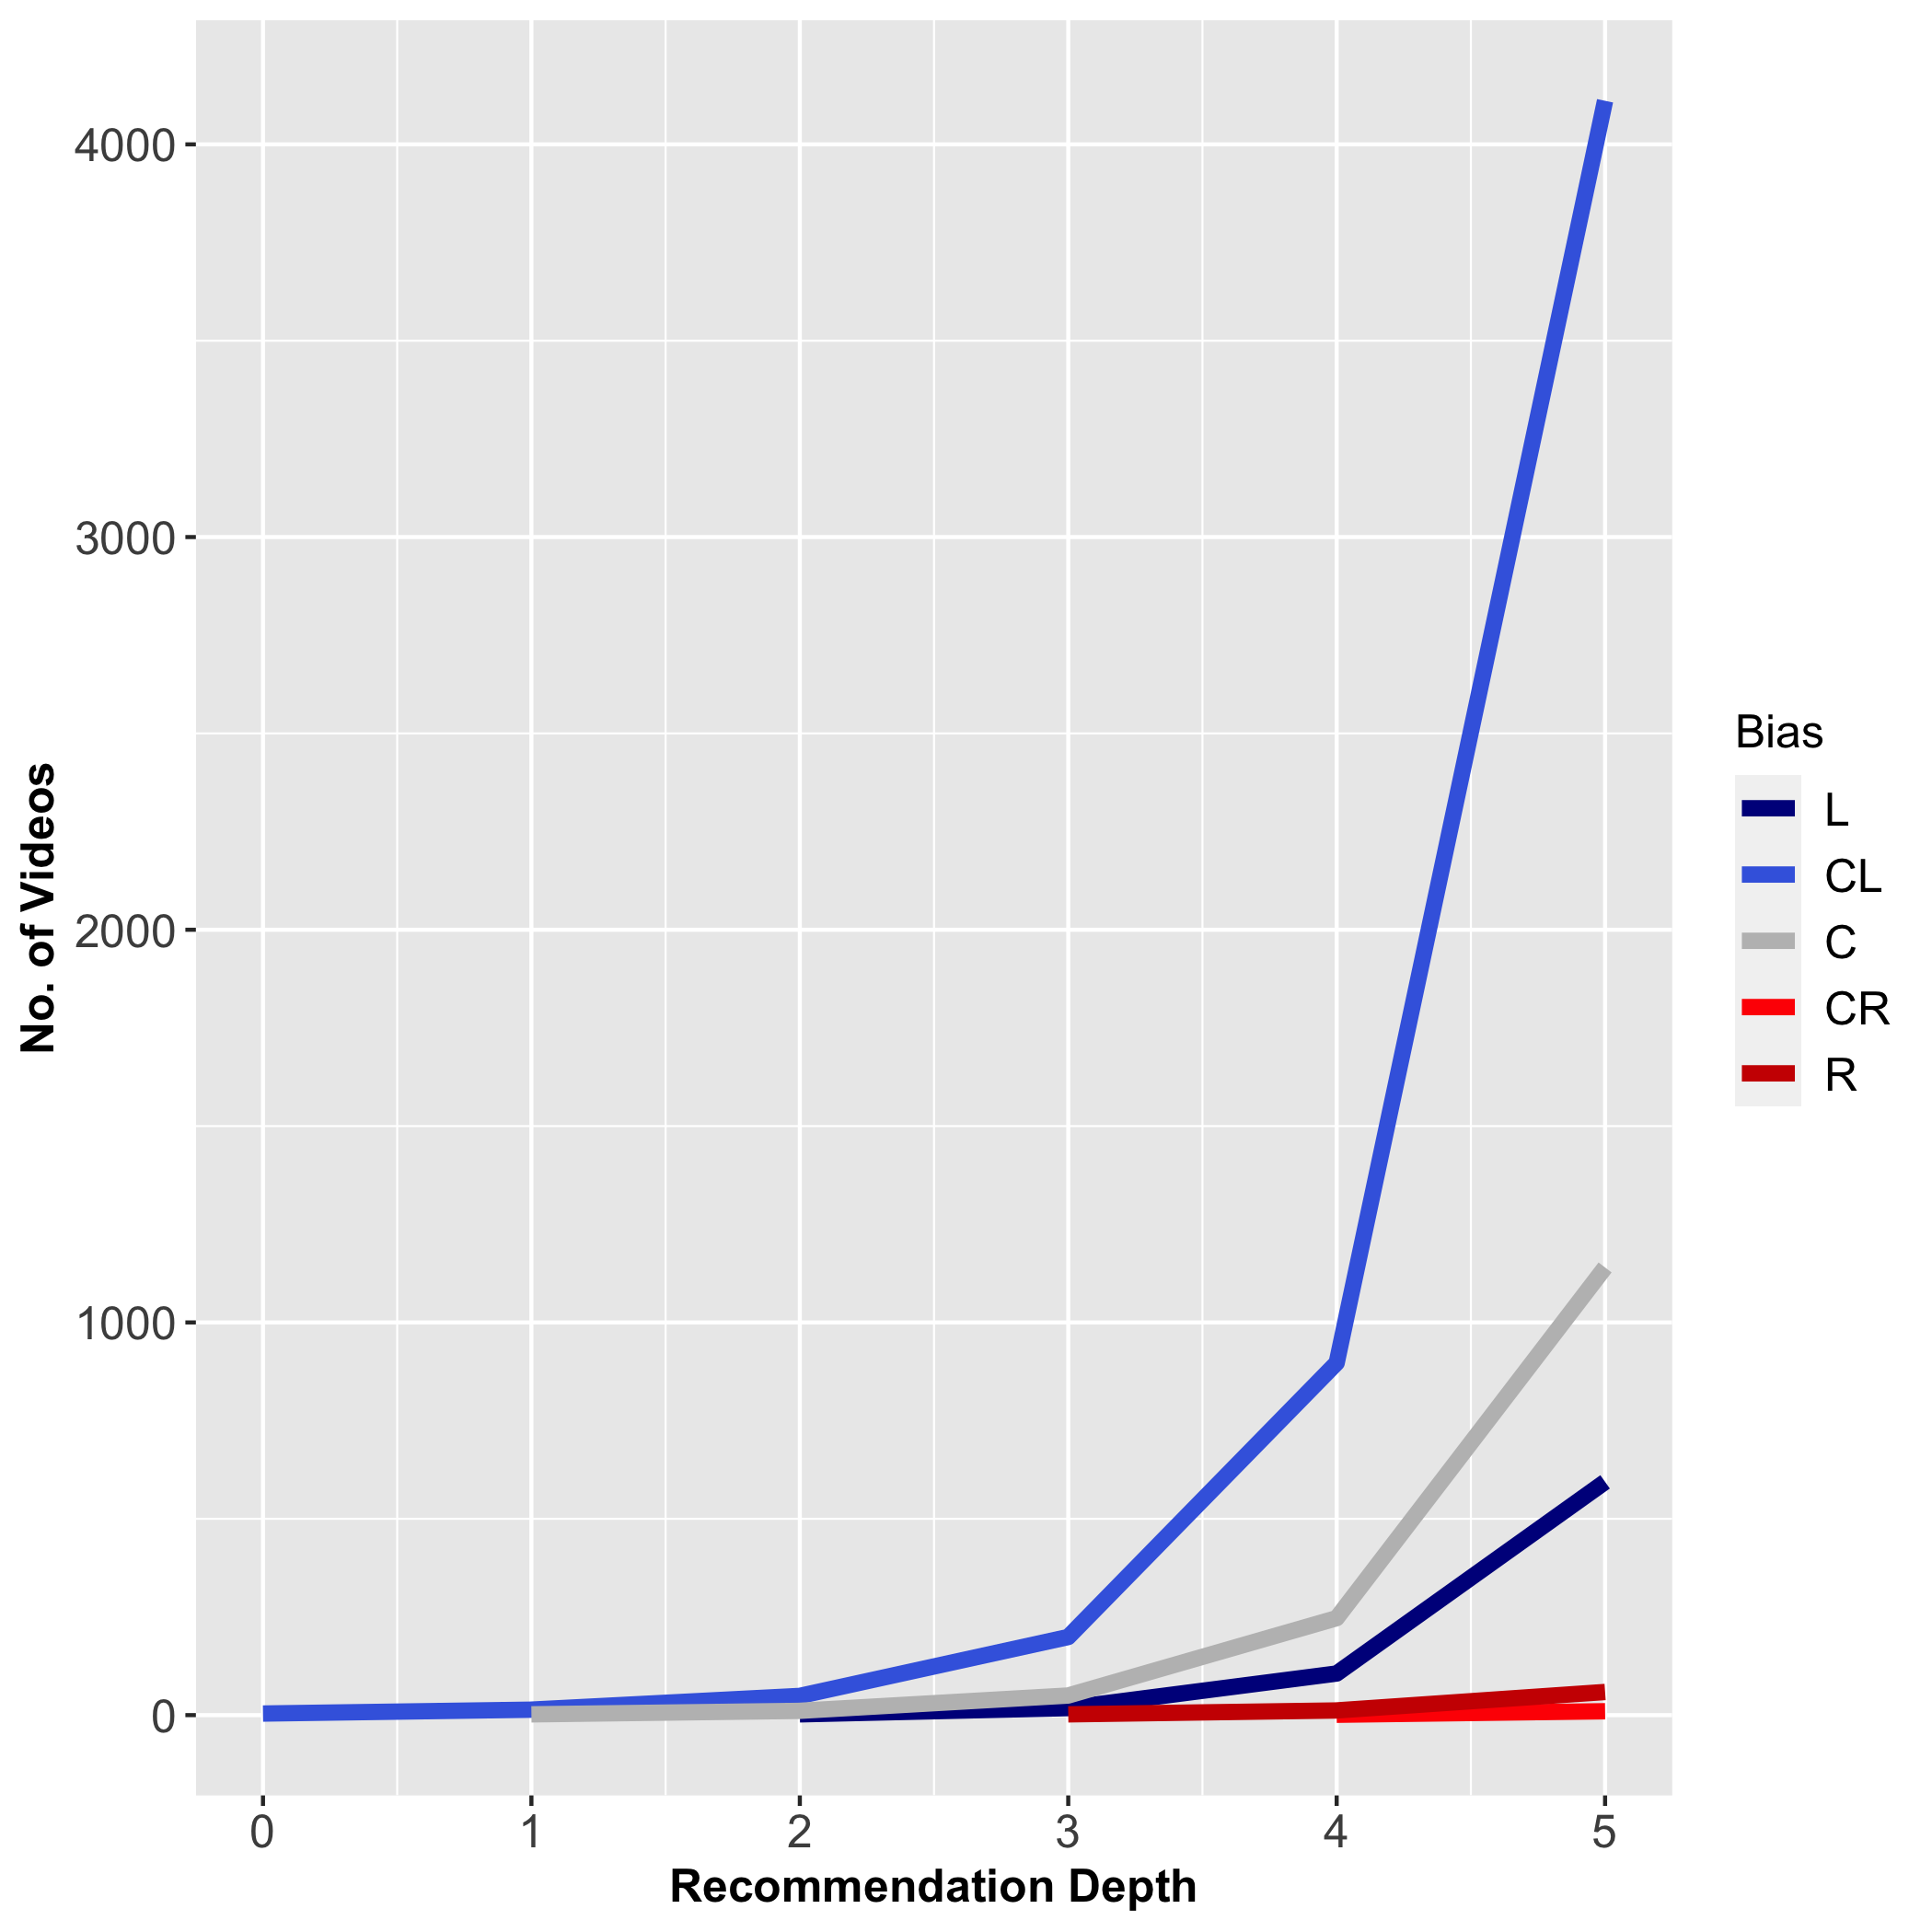 4000
3000
2000
1000
0
No. of Videos
0 1 2 3 4 5
Recommendation Depth
Bias
L
CL
C
CR
R